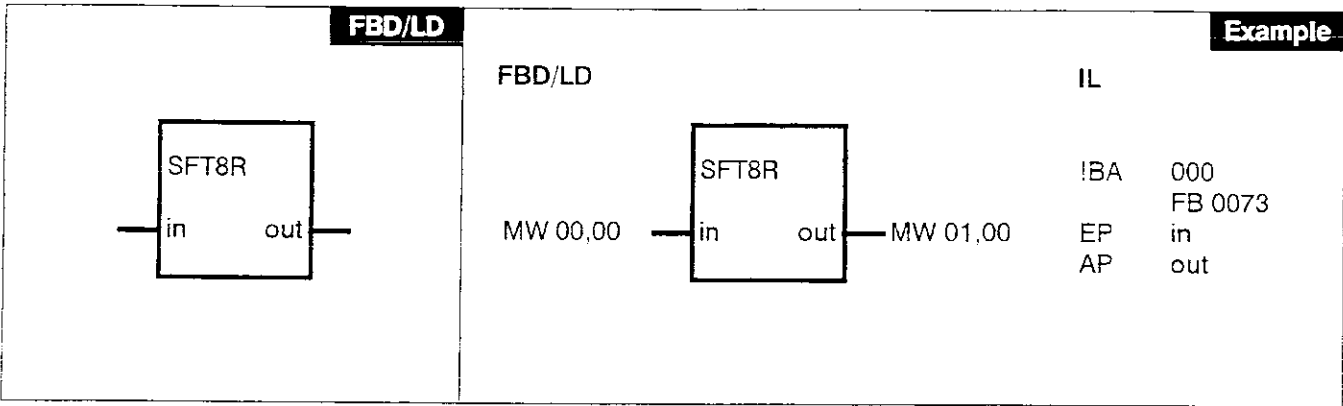 FBD/LD
SFT8R
in out
Example
FBD/LD
SFT8R
MW 00,00 in out MW 01,00
IL
!BA 000
FB 0073
EP in
AP out